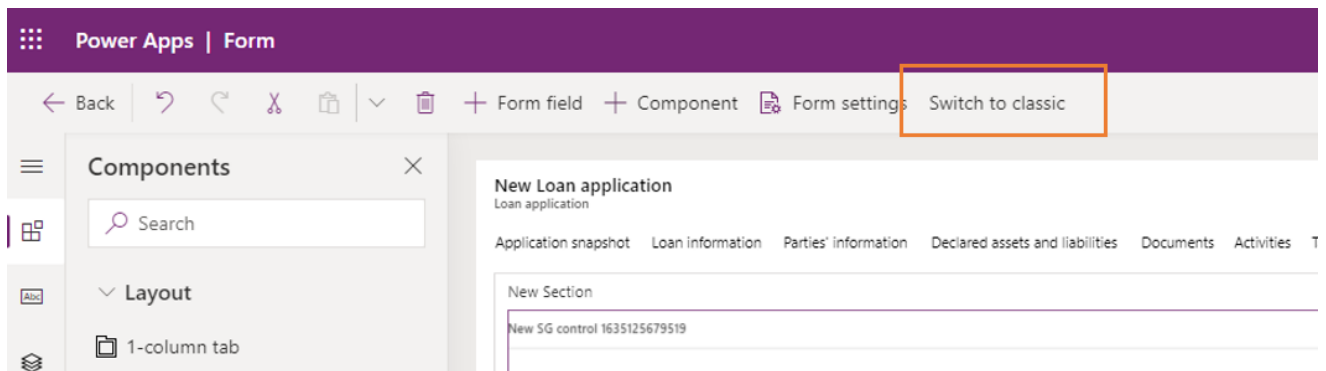 Power Apps | Form
Back
Form field
Component
Form settings
Switch to classic
Components
Search
Abc
Layout
1-column tab
New Loan application
Loan application
Application snapshot Loan information Parties' information Declared assets and liabilities Documents Activities T
New Section
New SG control 1635125679519